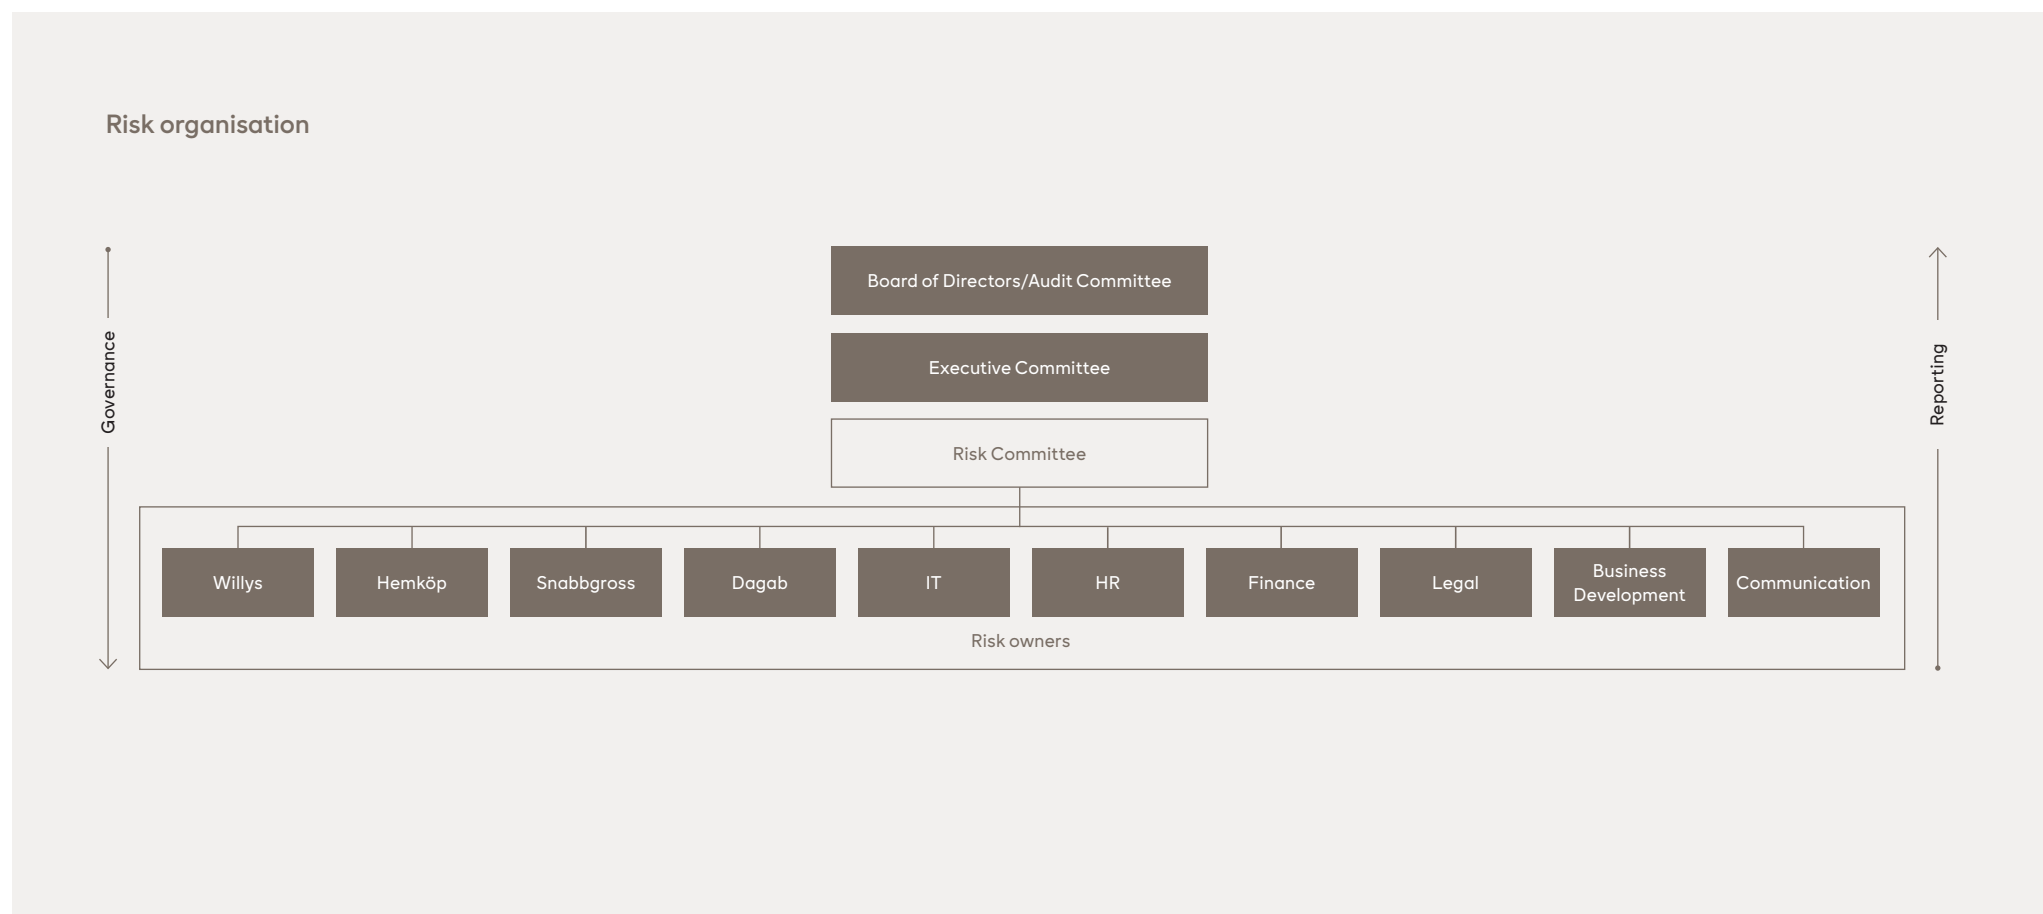 Risk organisation
Governance
Reporting
Board of Directors/Audit Committee
Executive Committee
Risk Committee
Willys
Hemköp
Snabbgross
Dagab
IT
HR
Finance
Legal
Business
Development
Communication
Risk owners